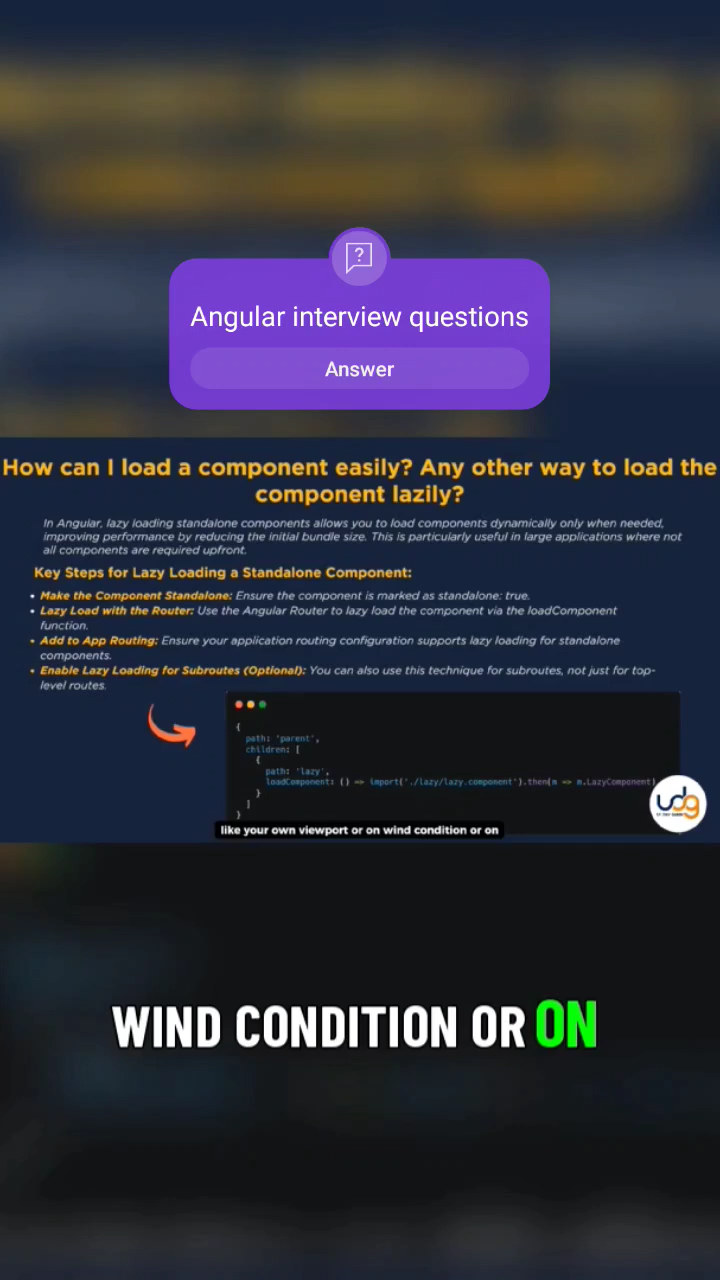 ?
Angular interview questions
Answer
How can I load a component easily? Any other way to load the
component lazily?
In Angular, lazy loading standalone components allows you to load components dynamically only when needed,
improving performance by reducing the initial bundle size. This is particularly useful in large applications where not
all components are required upfront.
Key Steps for Lazy Loading a Standalone Component:
• Make the Component Standalone: Ensure the component is marked as standalone: true.
• Lazy Load with the Router: Use the Angular Router to lazy load the component via the loadComponent
function.
• Add to App Routing: Ensure your application routing configuration supports lazy loading for standalone
components.
• Enable Lazy Loading for Subroutes (Optional): You can also use this technique for subroutes, not just for top-
level routes.
{
path: 'parent',
children: [
{
path: 'lazy',
loadComponent: () => import('./lazy/lazy.component').then(m => m.LazyComponent)
}
]
}
udg
like your own viewport or on wind condition or on
WIND CONDITION OR ON